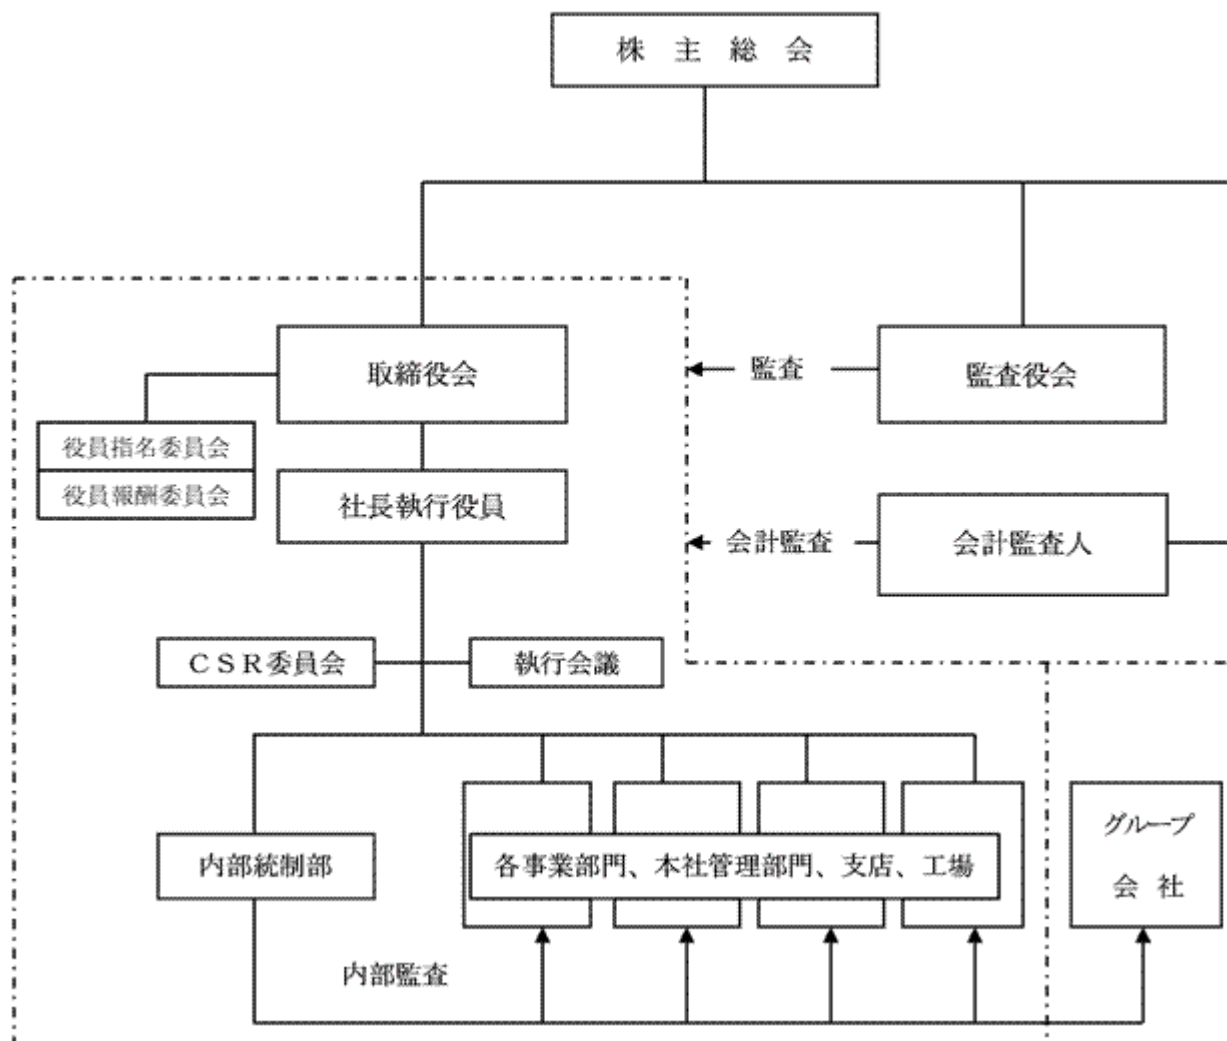 株主総会
取締役会
監査
監査役会
役員指名委員会
役員報酬委員会
社長執行役員
会計監査
会計監査人
ＣＳＲ委員会
執行会議
内部統制部
各事業部門、本社管理部門、支店、工場
グループ
会社
内部監査